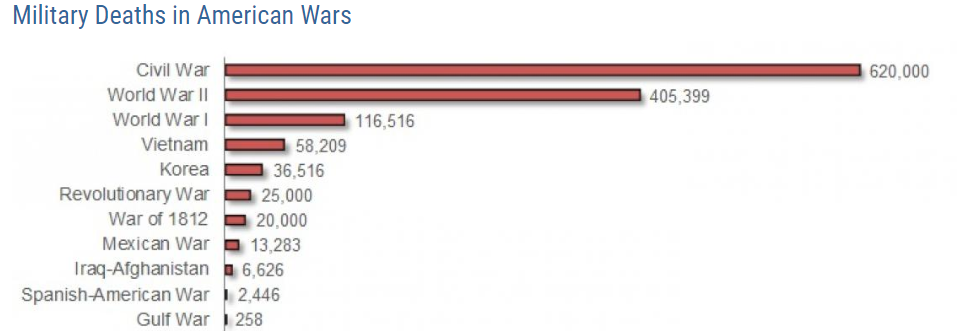 Military Deaths in American Wars
Civil War 620,000
World War II 405,399
World War I 116,516
Vietnam 58,209
Korea 36,516
Revolutionary War 25,000
War of 1812 20,000
Mexican War 13,283
Iraq-Afghanistan 6,626
Spanish-American War 2,446
Gulf War 258